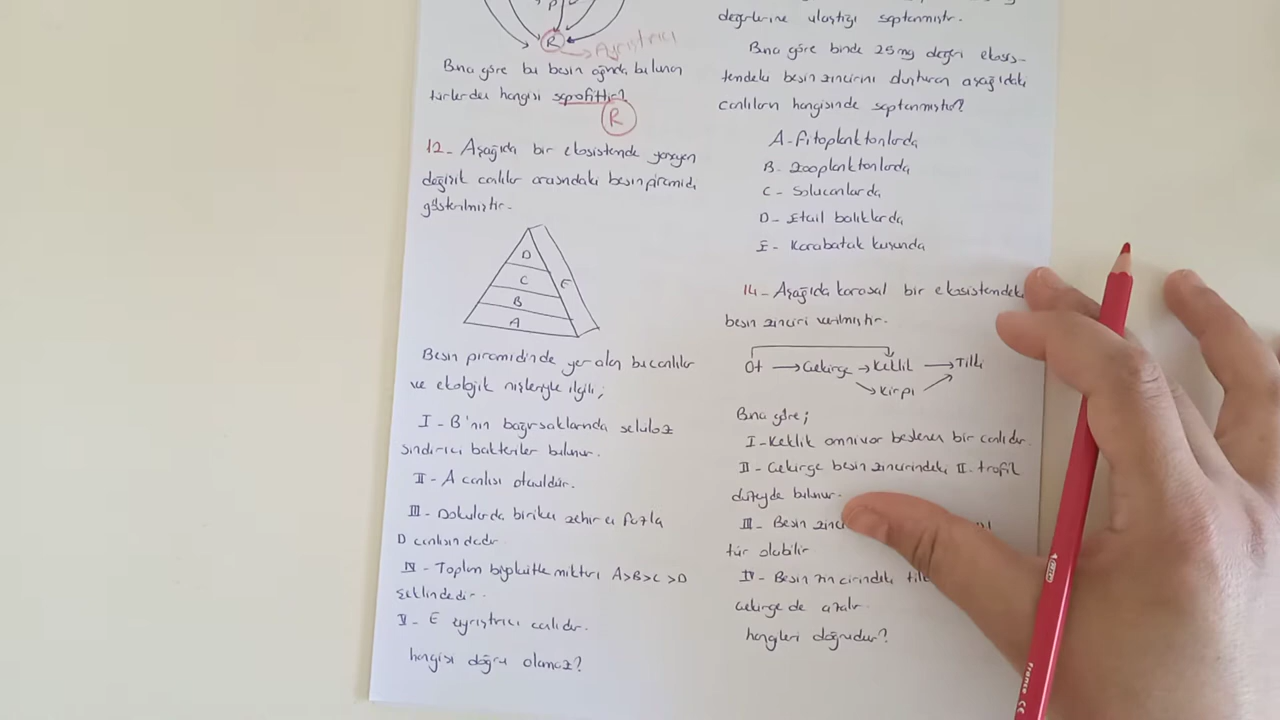 P
R
Ayrıştırıcı
Buna göre bu besin ağında bulunan
türlerden hangisi saprofittir?
R
12- Aşağıda bir ekosistemde yaşayan
değişik canlılar arasındaki besin piramidi
gösterilmiştir.
D
C
E
B
A
Besin piramidinde yer alan bu canlılar
ve ekolojik nişleriyle ilgili;
I - B'nin bağırsaklarında selüloz
sindirici bakteriler bulunur.
II - A canlısı otçuldur.
III - Dokularda biriken zehir en fazla
D canlısındadır.
IV - Toplam biyokütle miktarı A>B>C>D
şeklindedir.
V - E ayrıştırıcı canlıdır.
hangisi doğru olamaz?
değerlerine ulaştığı saptanmıştır.
Buna göre binde 25 mg değeri ekosis-
temdeki besin zincirini oluşturan aşağıdaki
canlıların hangisinde saptanmıştır?
A - Fitoplanktonlarda
B - Zooplanktonlarda
C - Solucanlarda
D - Etçil balıklarda
E - Karabatak kuşunda
14 - Aşağıda karasal bir ekosistemdeki
besin zinciri verilmiştir.
Ot → Çekirge → Keklik → Tilki
Kirpi
Buna göre;
I - Keklik omnivor beslenen bir canlıdır.
II - Çekirge besin zincirindeki II. trofik
düzeyde bulunur.
III - Besin
tür olabilir
IV - Besin zincirindeki
çekirge de azalır.
hangileri doğrudur?